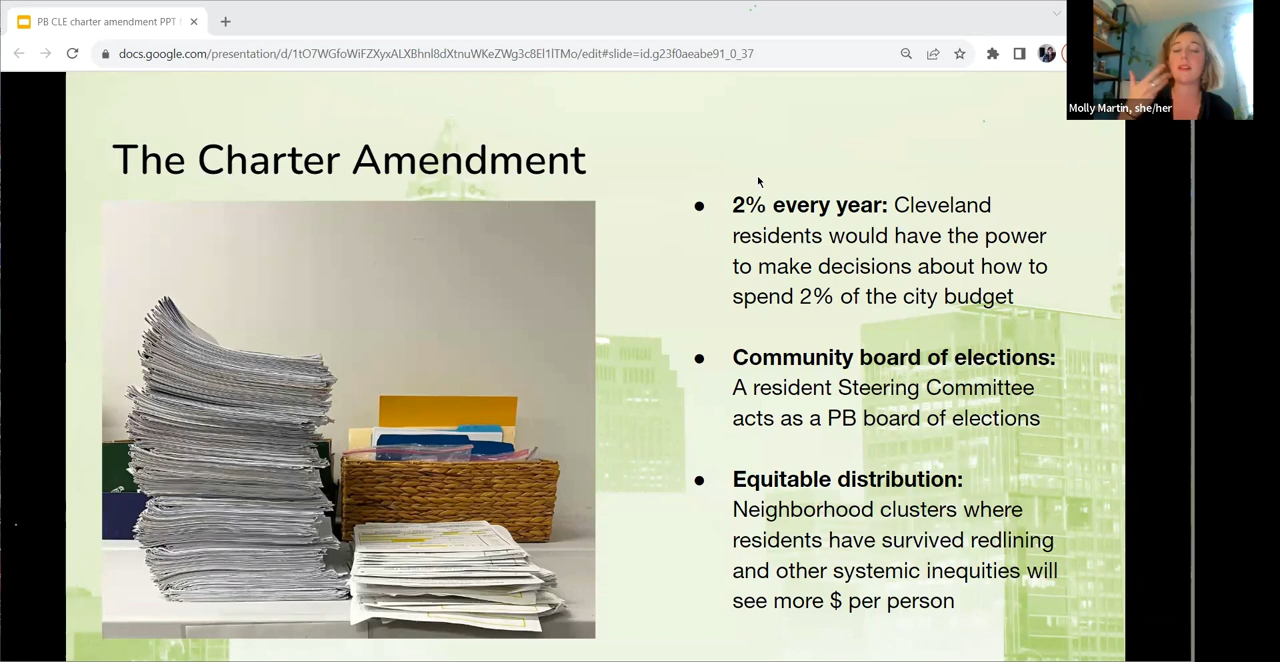 PB CLE charter amendment PPT
docs.google.com/presentation/d/1tO7WGfoWiFZXyxALXBhnl8dXtnuWKeZWg3c8El1lTMo/edit#slide=id.g23f0aeabe91_0_37
Molly Martin, she/her
The Charter Amendment
2% every year: Cleveland
residents would have the power
to make decisions about how to
spend 2% of the city budget
Community board of elections:
A resident Steering Committee
acts as a PB board of elections
Equitable distribution:
Neighborhood clusters where
residents have survived redlining
and other systemic inequities will
see more $ per person